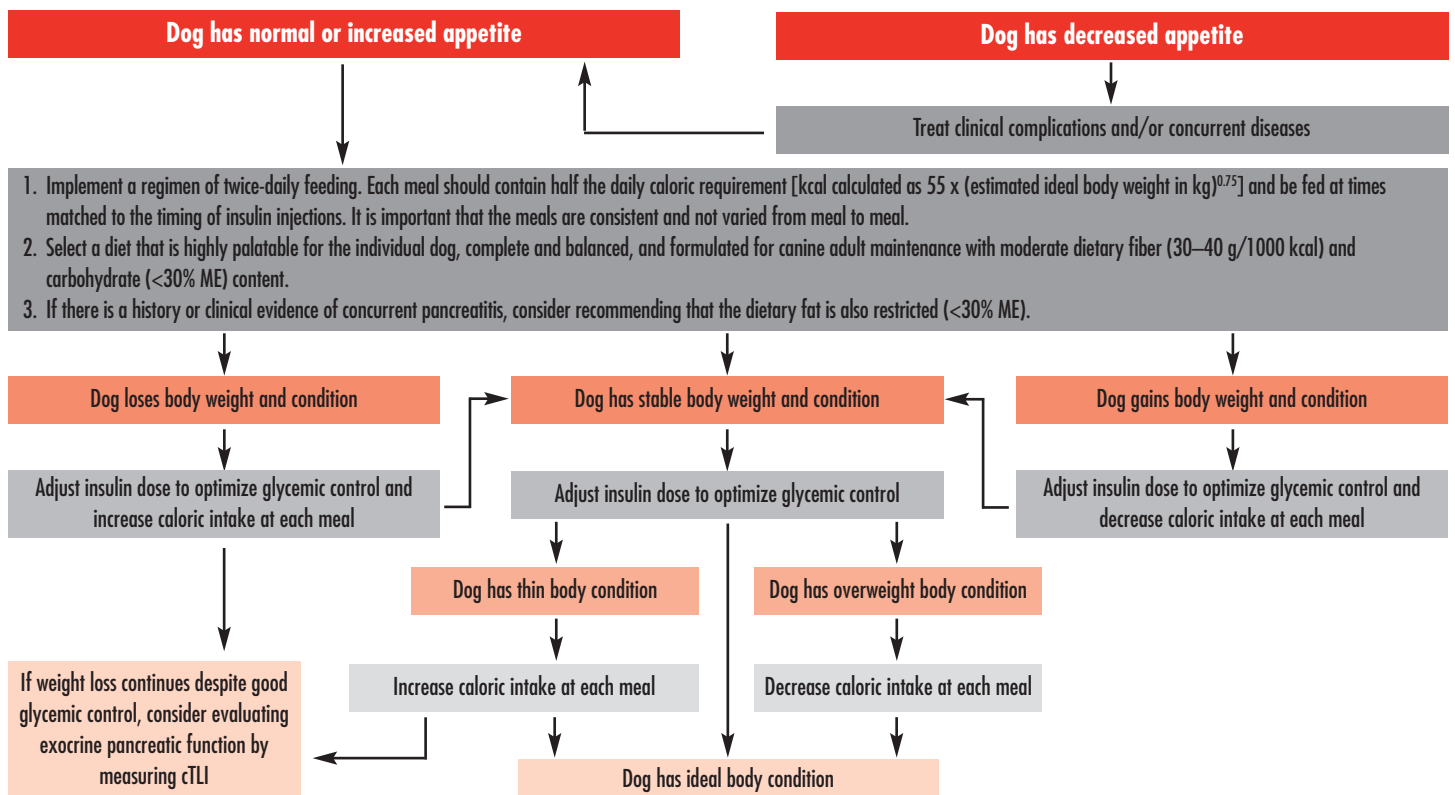 Dog has normal or increased appetite
Dog has decreased appetite
Treat clinical complications and/or concurrent diseases
1. Implement a regimen of twice-daily feeding. Each meal should contain half the daily caloric requirement [kcal calculated as 55 x (estimated ideal body weight in kg)^0.75] and be fed at times
matched to the timing of insulin injections. It is important that the meals are consistent and not varied from meal to meal.
2. Select a diet that is highly palatable for the individual dog, complete and balanced, and formulated for canine adult maintenance with moderate dietary fiber (30–40 g/1000 kcal) and
carbohydrate (<30% ME) content.
3. If there is a history or clinical evidence of concurrent pancreatitis, consider recommending that the dietary fat is also restricted (<30% ME).
Dog loses body weight and condition
Dog has stable body weight and condition
Dog gains body weight and condition
Adjust insulin dose to optimize glycemic control and
increase caloric intake at each meal
Adjust insulin dose to optimize glycemic control
Adjust insulin dose to optimize glycemic control and
decrease caloric intake at each meal
Dog has thin body condition
Dog has overweight body condition
If weight loss continues despite good
glycemic control, consider evaluating
exocrine pancreatic function by
measuring cTLI
Increase caloric intake at each meal
Decrease caloric intake at each meal
Dog has ideal body condition